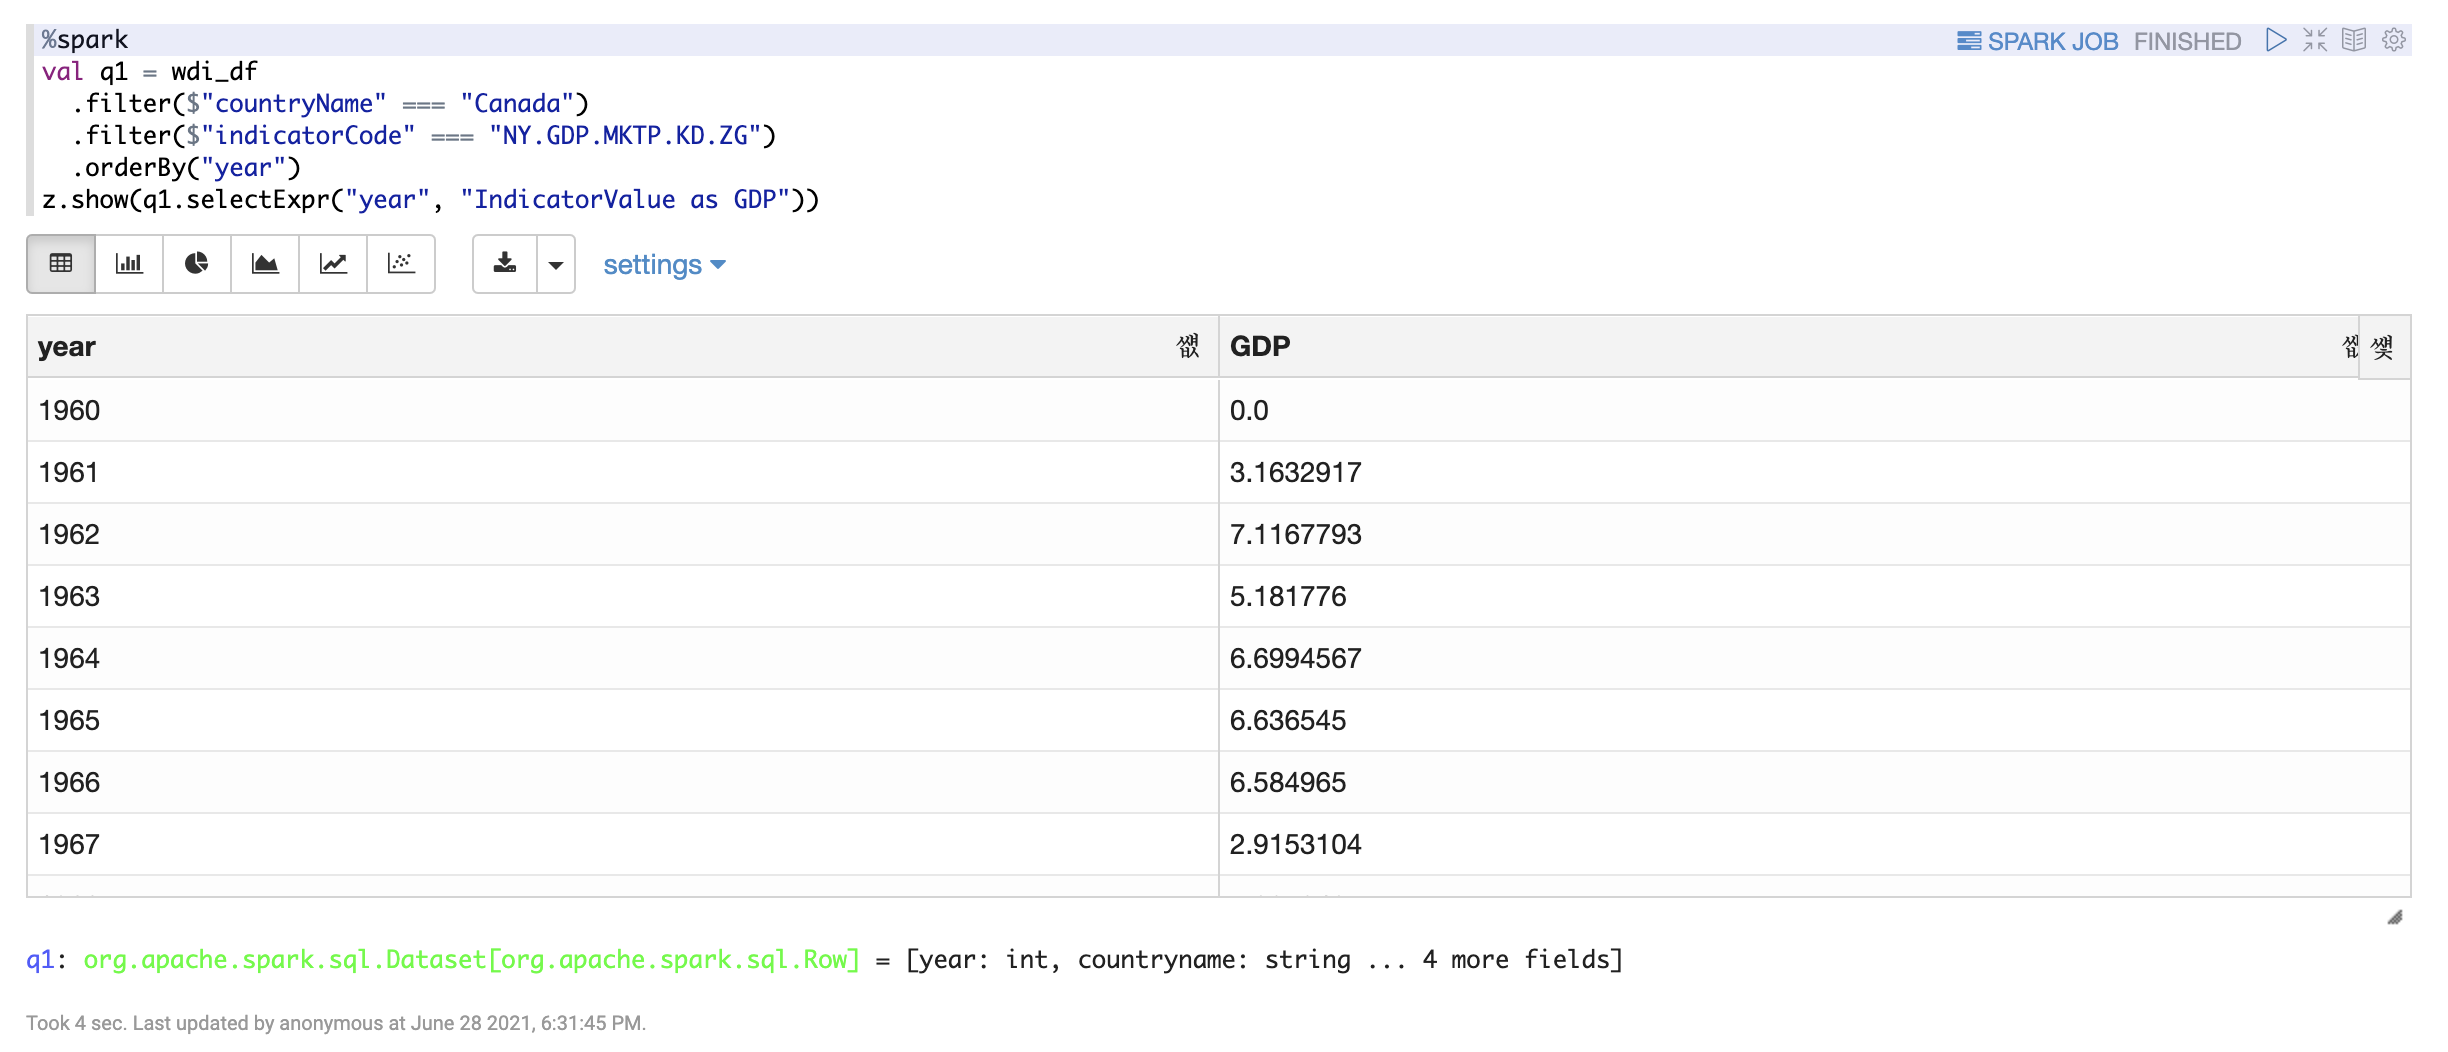 %spark
SPARK JOB FINISHED
val q1 = wdi_df
.filter($"countryName" === "Canada")
.filter($"indicatorCode" === "NY.GDP.MKTP.KD.ZG")
.orderBy("year")
z.show(q1.selectExpr("year", "IndicatorValue as GDP"))
settings
year GDP
1960 0.0
1961 3.1632917
1962 7.1167793
1963 5.181776
1964 6.6994567
1965 6.636545
1966 6.584965
1967 2.9153104
q1: org.apache.spark.sql.Dataset[org.apache.spark.sql.Row] = [year: int, countryname: string ... 4 more fields]
Took 4 sec. Last updated by anonymous at June 28 2021, 6:31:45 PM.